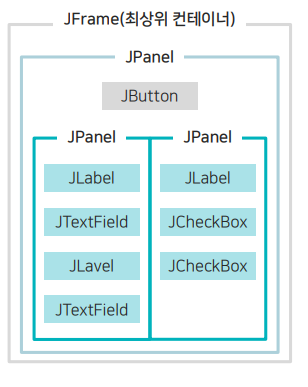 JFrame(최상위 컨테이너)
JPanel
JButton
JPanel
JLabel
JTextField
JLavel
JTextField
JPanel
JLabel
JCheckBox
JCheckBox